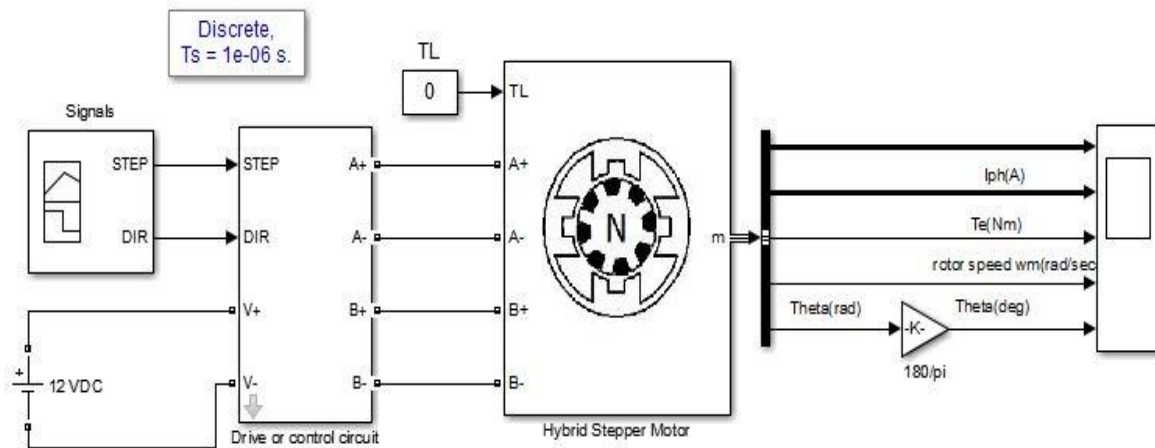 Discrete,
Ts = 1e-06 s.
TL
0
Signals
STEP
DIR
STEP
DIR
V+
V-
A+
A-
B+
B-
12 VDC
Drive or control circuit
TL
A+
A-
B+
B-
N
m
Hybrid Stepper Motor
Iph(A)
Te(Nm)
rotor speed wm(rad/sec
Theta(rad)
-K-
180/pi
Theta(deg)